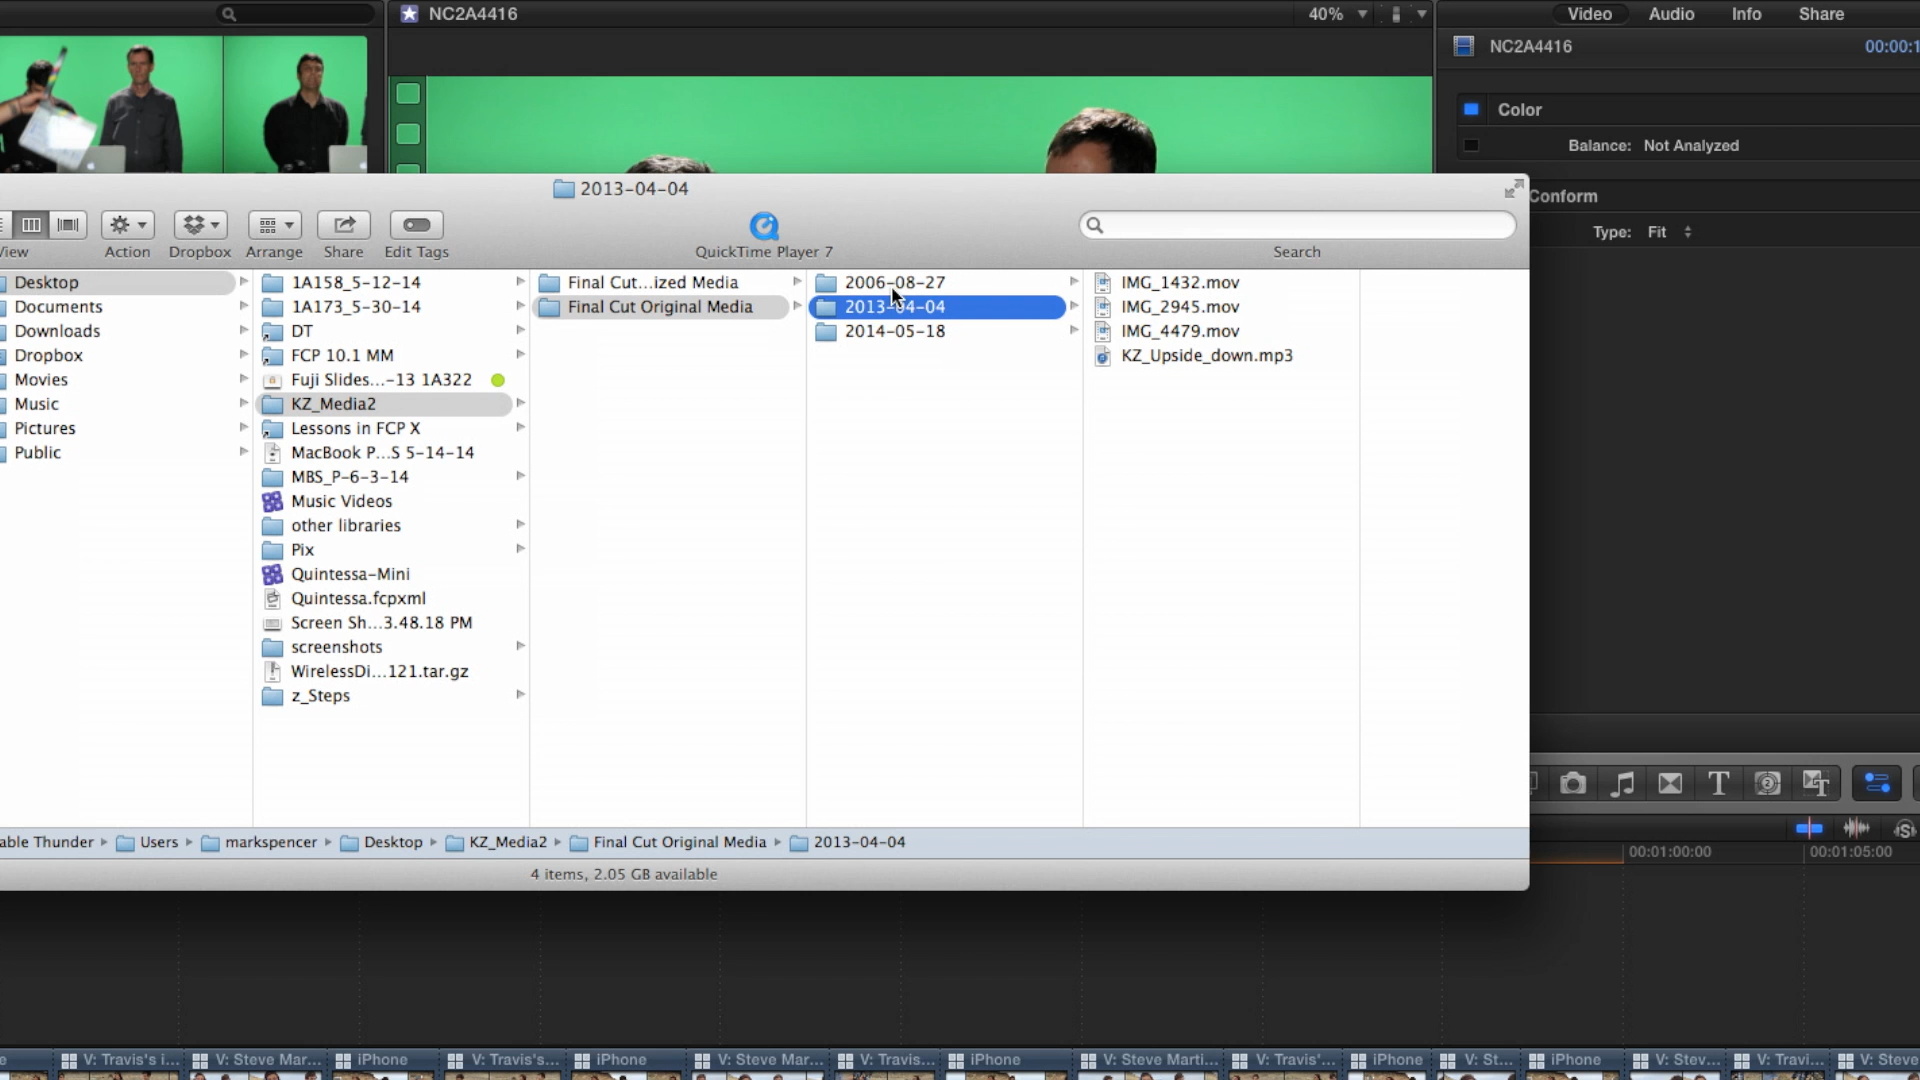 NC2A4416
40%
Video
Audio
Info
Share
NC2A4416
00:00:1
Color
Balance: Not Analyzed
Conform
Type: Fit
2013-04-04
View
Action
Dropbox
Arrange
Share
Edit Tags
QuickTime Player 7
Search
Desktop
Documents
Downloads
Dropbox
Movies
Music
Pictures
Public
1A158_5-12-14
1A173_5-30-14
DT
FCP 10.1 MM
Fuji Slides...-13 1A322
KZ_Media2
Lessons in FCP X
MacBook P...S 5-14-14
MBS_P-6-3-14
Music Videos
other libraries
Pix
Quintessa-Mini
Quintessa.fcpxml
Screen Sh...3.48.18 PM
screenshots
WirelessDi...121.tar.gz
z_Steps
Final Cut...ized Media
Final Cut Original Media
2006-08-27
2013-04-04
2014-05-18
IMG_1432.mov
IMG_2945.mov
IMG_4479.mov
KZ_Upside_down.mp3
able Thunder
Users
markspencer
Desktop
KZ_Media2
Final Cut Original Media
2013-04-04
4 items, 2.05 GB available
00:01:00:00
00:01:05:00
e
V: Travis's i...
V: Steve Mar...
iPhone
V: Travis's...
iPhone
V: Steve Mar...
V: Travis...
iPhone
V: Steve Marti...
V: Travis'...
iPhone
V: St...
iPhone
V: Stev...
V: Travi...
V: Steve